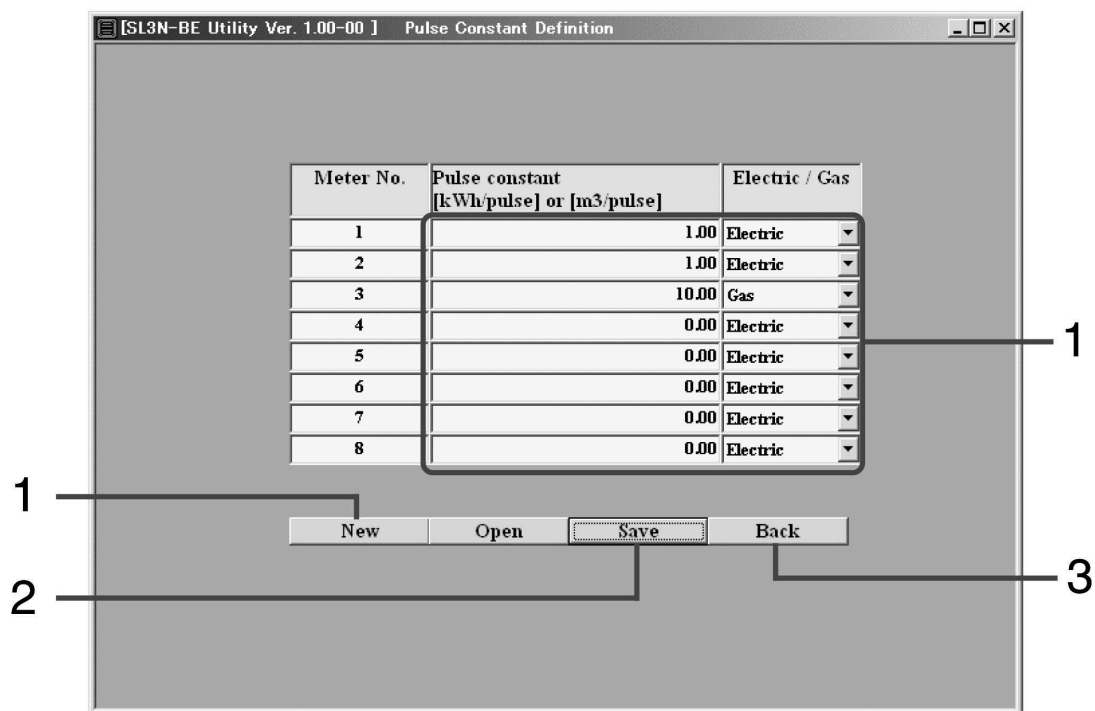 [SL3N-BE Utility Ver. 1.00-00 ] Pulse Constant Definition
Meter No. Pulse constant [kWh/pulse] or [m3/pulse] Electric / Gas
1 1.00 Electric
2 1.00 Electric
3 10.00 Gas
4 0.00 Electric
5 0.00 Electric
6 0.00 Electric
7 0.00 Electric
8 0.00 Electric
1
1
New Open Save Back
2
3